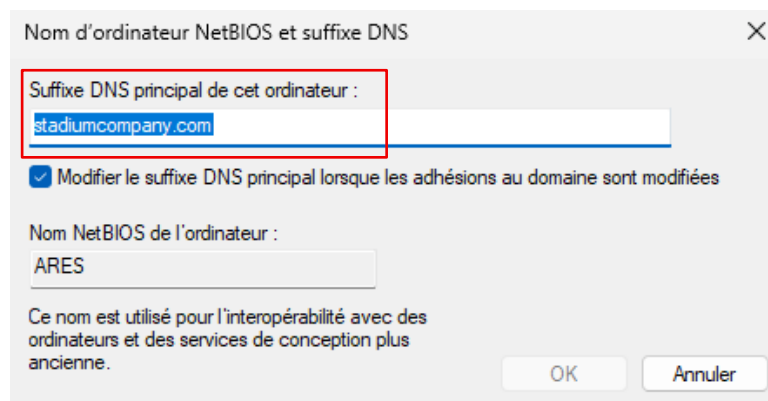 Nom d'ordinateur NetBIOS et suffixe DNS
Suffixe DNS principal de cet ordinateur :
stadiumcompany.com
Modifier le suffixe DNS principal lorsque les adhésions au domaine sont modifiées
Nom NetBIOS de l'ordinateur :
ARES
Ce nom est utilisé pour l'interopérabilité avec des
ordinateurs et des services de conception plus
ancienne.
OK
Annuler